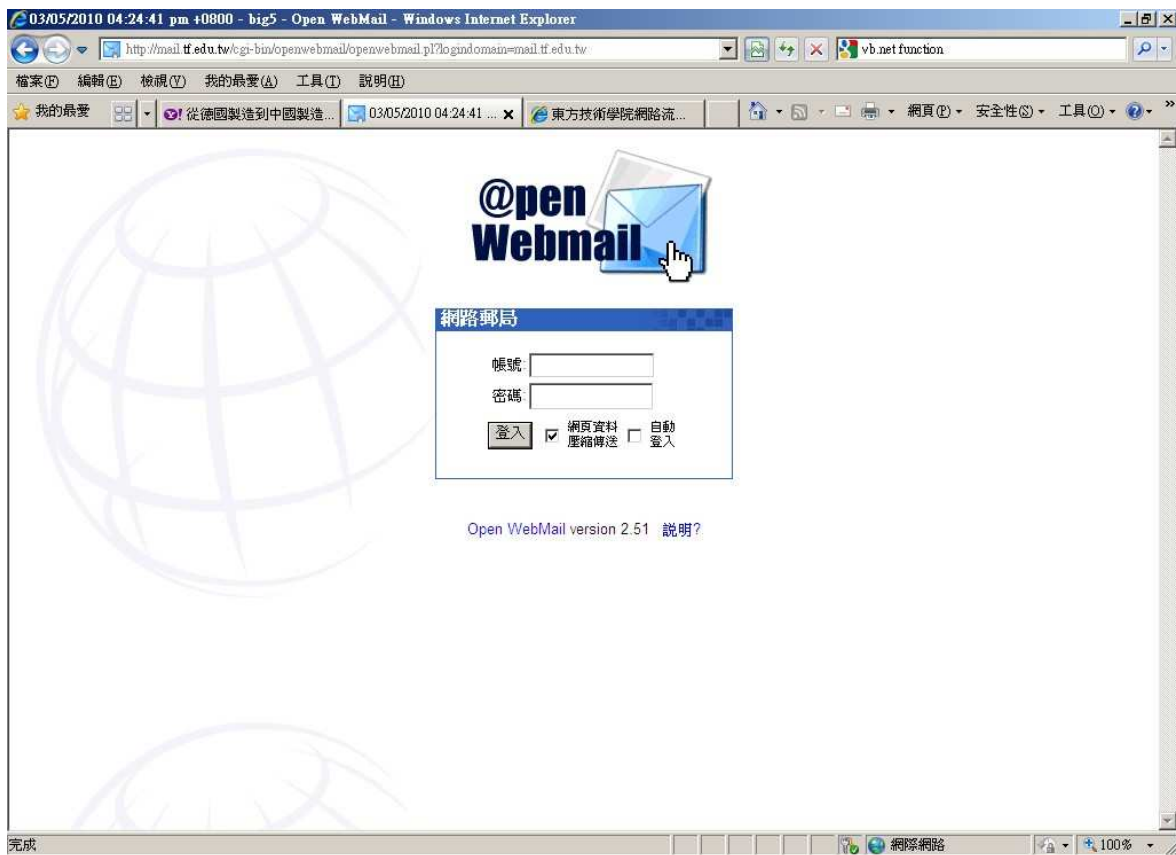 03/05/2010 04:24:41 pm +0800 - big5 - Open WebMail - Windows Internet Explorer
http://mail.tf.edu.tw/cgi-bin/openwebmail/openwebmail.pl?logindomain=mail.tf.edu.tw
vb.net function
檔案(F) 編輯(E) 檢視(V) 我的最愛(A) 工具(T) 說明(H)
我的最愛 從德國製造到中國製造... 03/05/2010 04:24:41 ... 東方技術學院網路流... 網頁(P) 安全性(S) 工具(O) »
@pen
Webmail
網路郵局
帳號:
密碼:
登入 網頁資料 壓縮傳送 自動 登入
Open WebMail version 2.51 說明?
完成 網際網路 100%